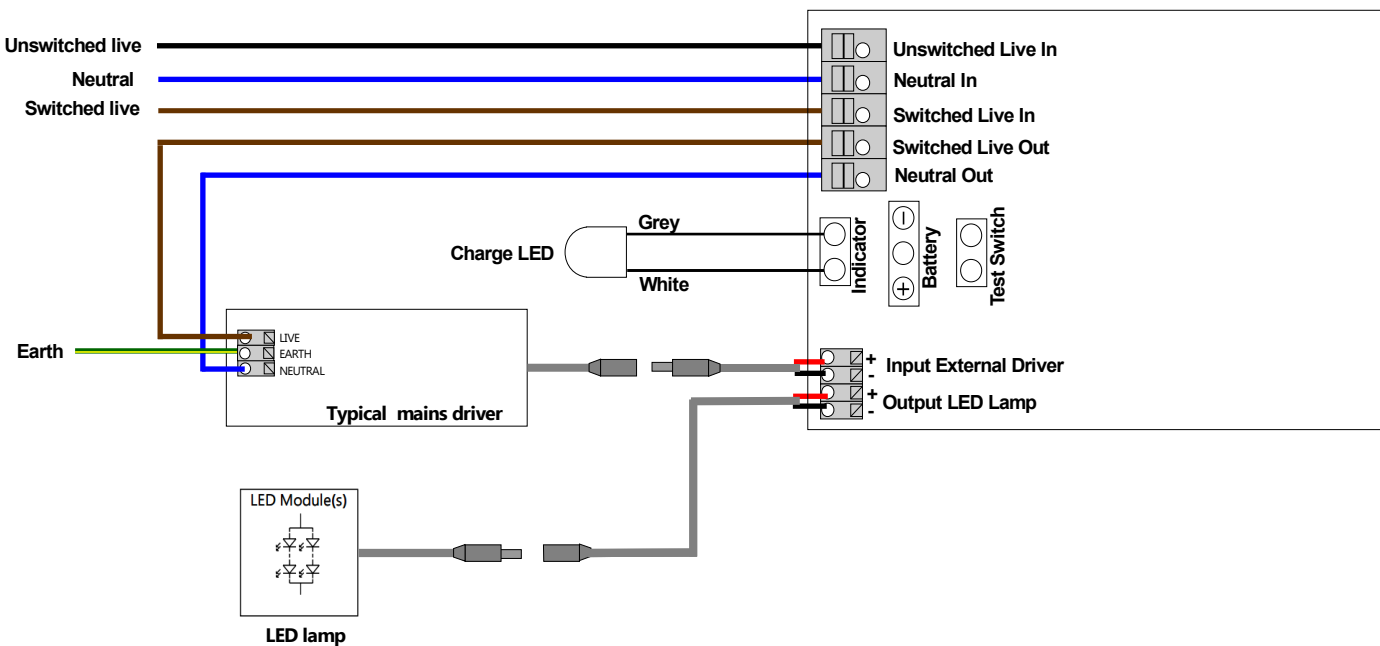 Unswitched live
Neutral
Switched live
Unswitched Live In
Neutral In
Switched Live In
Switched Live Out
Neutral Out
Grey
Charge LED
White
Indicator
-
+
Battery
Test Switch
Earth
LIVE
EARTH
NEUTRAL
Typical mains driver
+
-
Input External Driver
+
-
Output LED Lamp
LED Module(s)
LED lamp